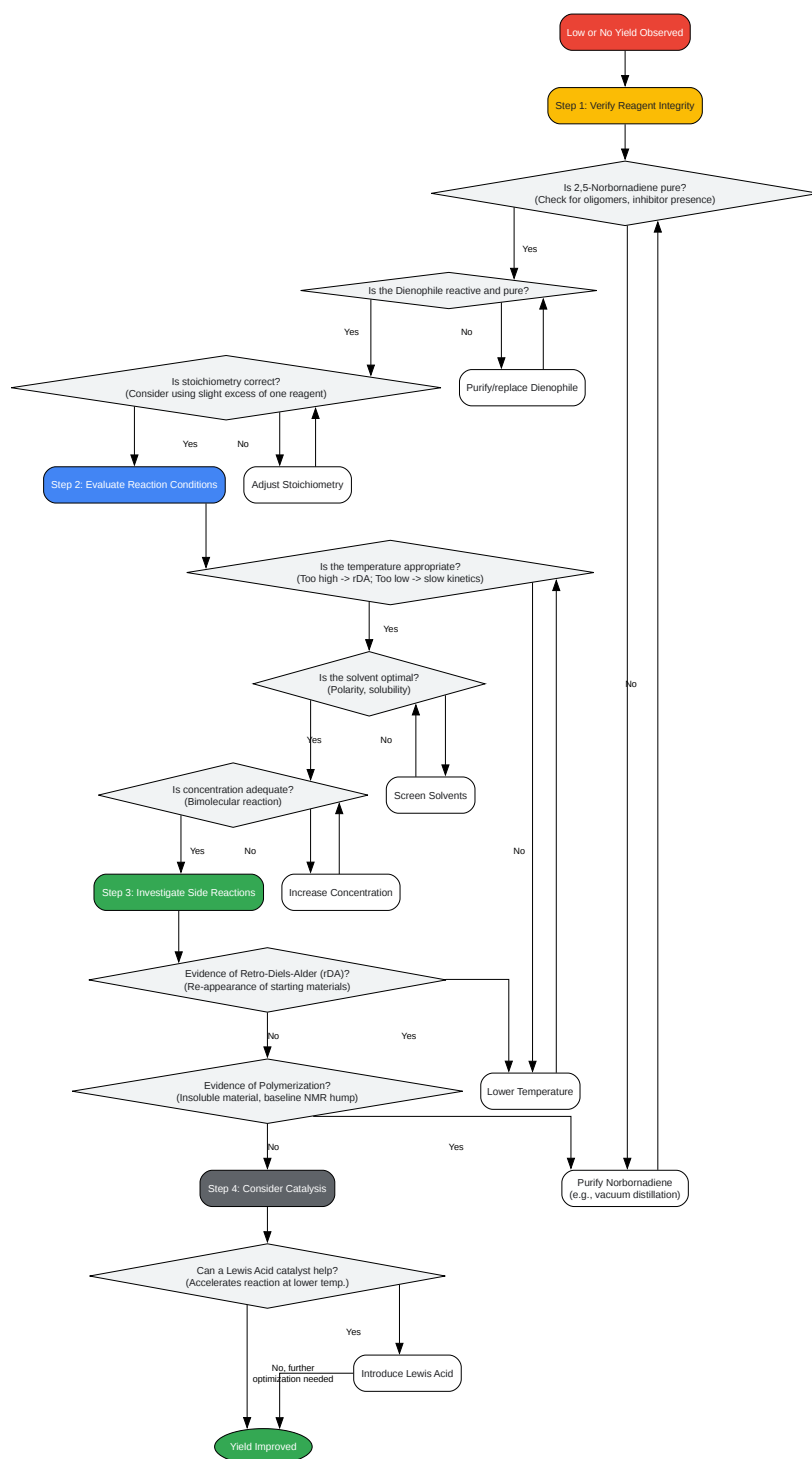 Low or No Yield Observed
Step 1: Verify Reagent Integrity
Is 2,5-Norbornadiene pure?
(Check for oligomers, inhibitor presence)
Yes
Is the Dienophile reactive and pure?
Yes
No
Is stoichiometry correct?
(Consider using slight excess of one reagent)
Purify/replace Dienophile
Yes
No
Step 2: Evaluate Reaction Conditions
Adjust Stoichiometry
Is the temperature appropriate?
(Too high -> rDA; Too low -> slow kinetics)
Yes
Is the solvent optimal?
(Polarity, solubility)
No
Yes
No
Is concentration adequate?
(Bimolecular reaction)
Screen Solvents
Yes
No
No
Step 3: Investigate Side Reactions
Increase Concentration
Evidence of Retro-Diels-Alder (rDA)?
(Re-appearance of starting materials)
No
Yes
Evidence of Polymerization?
(Insoluble material, baseline NMR hump)
Lower Temperature
No
Yes
Step 4: Consider Catalysis
Purify Norbornadiene
(e.g., vacuum distillation)
Can a Lewis Acid catalyst help?
(Accelerates reaction at lower temp.)
Yes
No, further
optimization needed
Introduce Lewis Acid
Yield Improved